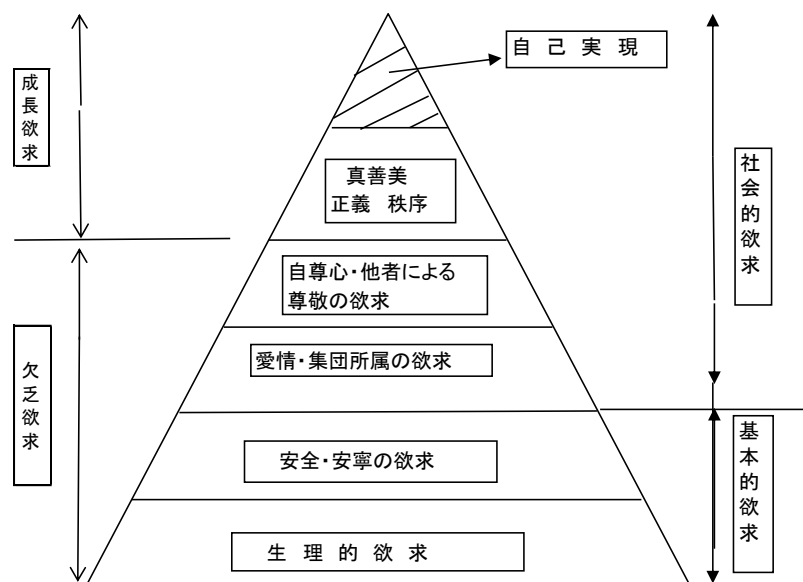 自己実現
成長欲求
真善美
正義 秩序
社会的欲求
自尊心・他者による
尊敬の欲求
愛情・集団所属の欲求
欠乏欲求
安全・安寧の欲求
基本的欲求
生理的欲求